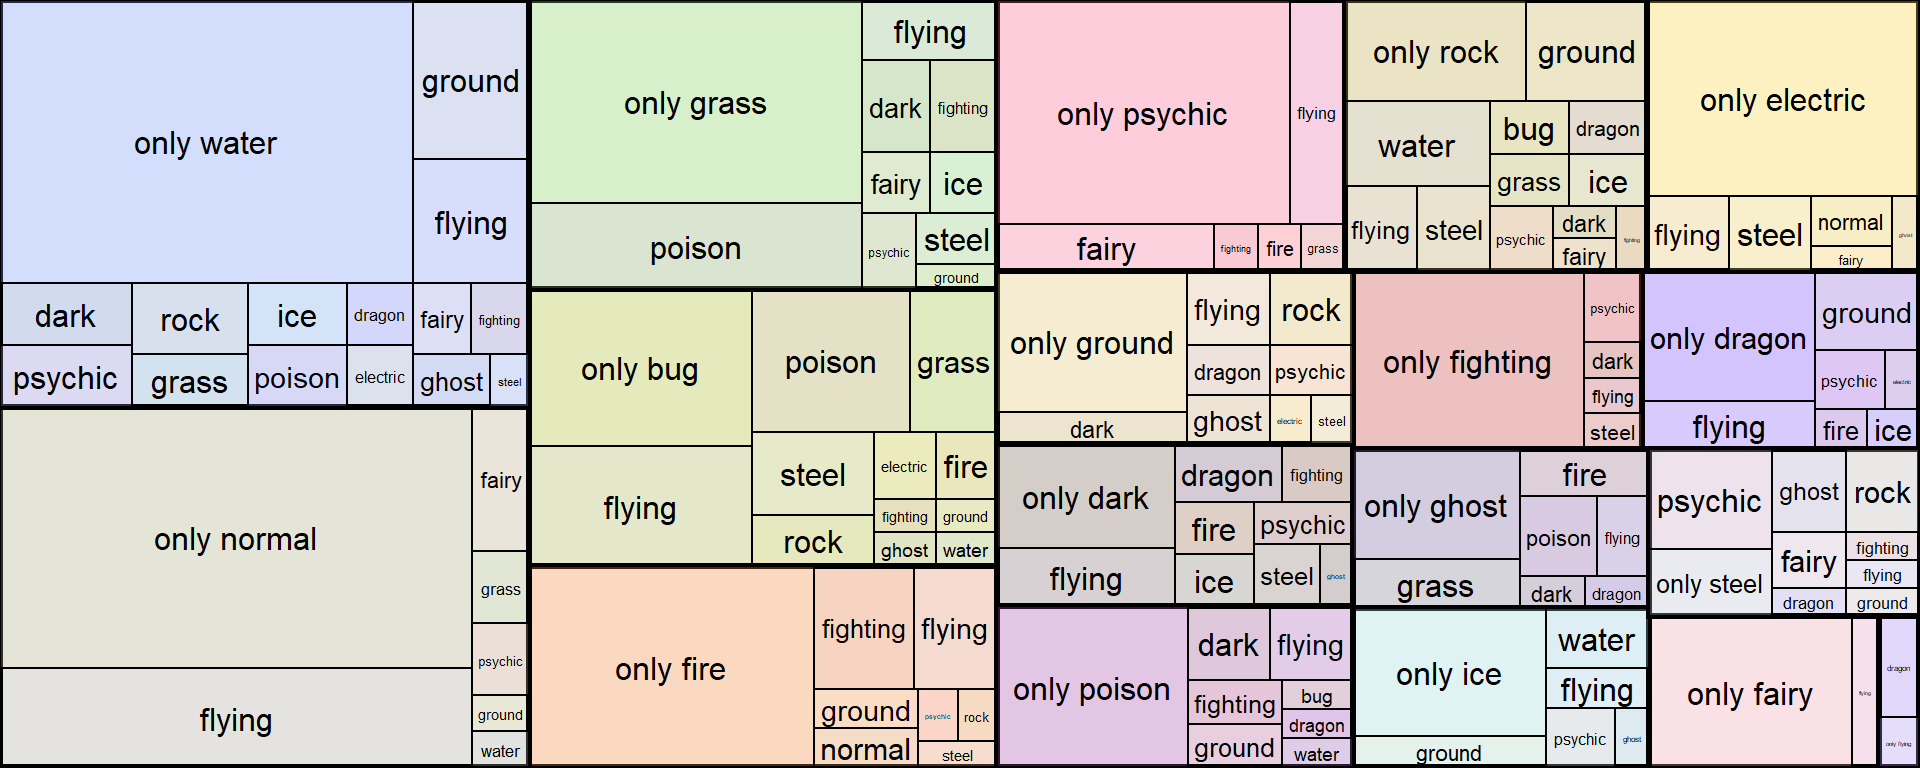 only water
ground
flying
dark
rock
ice
dragon
fairy
fighting
psychic
grass
poison
electric
ghost
steel
only normal
fairy
grass
psychic
flying
ground
water
only grass
flying
dark
fighting
fairy
ice
poison
psychic
steel
ground
only bug
poison
grass
flying
steel
electric
fire
rock
fighting
ground
ghost
water
only fire
fighting
flying
ground
psychic
rock
normal
steel
only psychic
flying
fairy
fighting
fire
grass
only rock
ground
water
bug
dragon
grass
ice
flying
steel
psychic
dark
fairy
fighting
only electric
flying
steel
normal
fairy
ghost
only ground
flying
rock
dragon
psychic
dark
ghost
electric
steel
only fighting
psychic
dark
flying
steel
only dragon
ground
psychic
electric
flying
fire
ice
only dark
dragon
fighting
fire
psychic
flying
ice
steel
ghost
only ghost
fire
poison
flying
grass
dark
dragon
psychic
ghost
rock
only steel
fairy
fighting
flying
dragon
ground
only poison
dark
flying
fighting
bug
dragon
ground
water
only ice
water
flying
ground
psychic
ghost
only fairy
flying
dragon
only flying